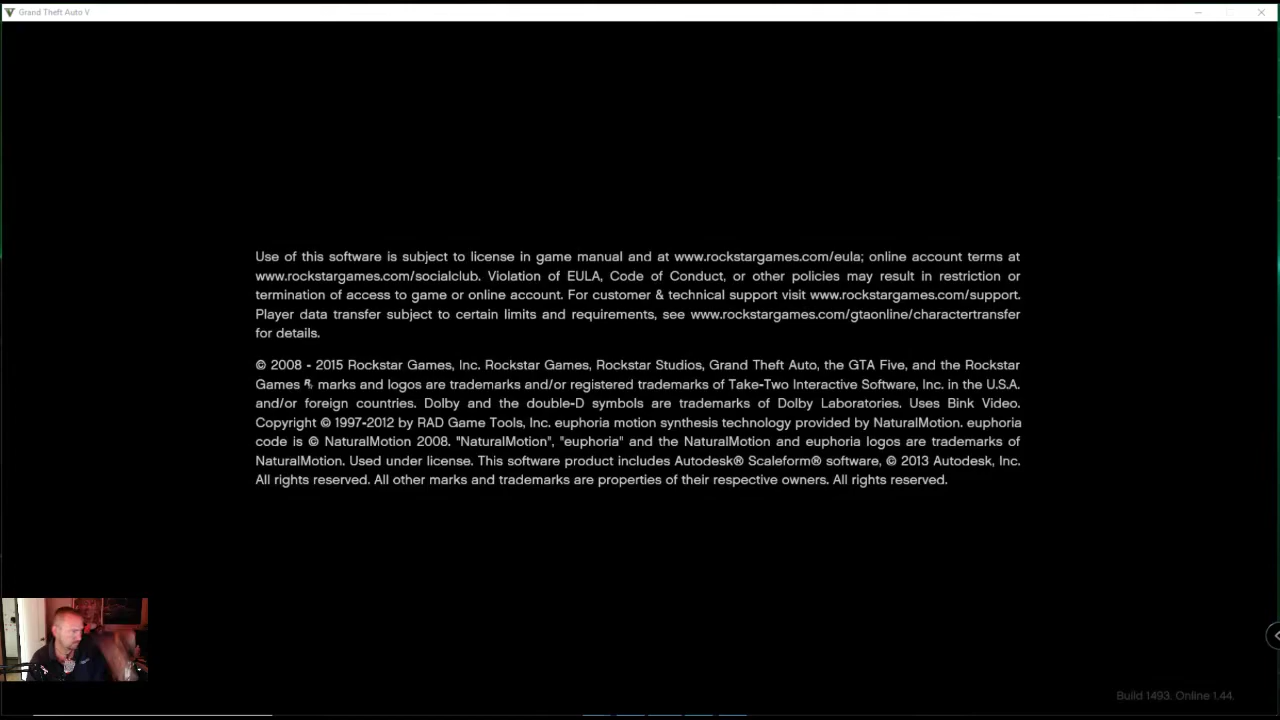 Grand Theft Auto V
Use of this software is subject to license in game manual and at www.rockstargames.com/eula; online account terms at
www.rockstargames.com/socialclub. Violation of EULA, Code of Conduct, or other policies may result in restriction or
termination of access to game or online account. For customer & technical support visit www.rockstargames.com/support.
Player data transfer subject to certain limits and requirements, see www.rockstargames.com/gtaonline/charactertransfer
for details.
© 2008 - 2015 Rockstar Games, Inc. Rockstar Games, Rockstar Studios, Grand Theft Auto, the GTA Five, and the Rockstar
Games R* marks and logos are trademarks and/or registered trademarks of Take-Two Interactive Software, Inc. in the U.S.A.
and/or foreign countries. Dolby and the double-D symbols are trademarks of Dolby Laboratories. Uses Bink Video.
Copyright © 1997-2012 by RAD Game Tools, Inc. euphoria motion synthesis technology provided by NaturalMotion. euphoria
code is © NaturalMotion 2008. "NaturalMotion", "euphoria" and the NaturalMotion and euphoria logos are trademarks of
NaturalMotion. Used under license. This software product includes Autodesk® Scaleform® software, © 2013 Autodesk, Inc.
All rights reserved. All other marks and trademarks are properties of their respective owners. All rights reserved.
Build 1493. Online 1.44.